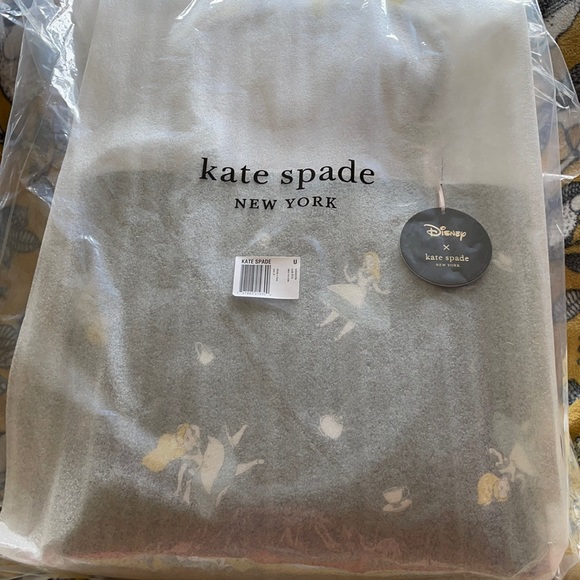 kate spade
NEW YORK
KATE SPADE
U
Disney
×
kate spade
NEW YORK